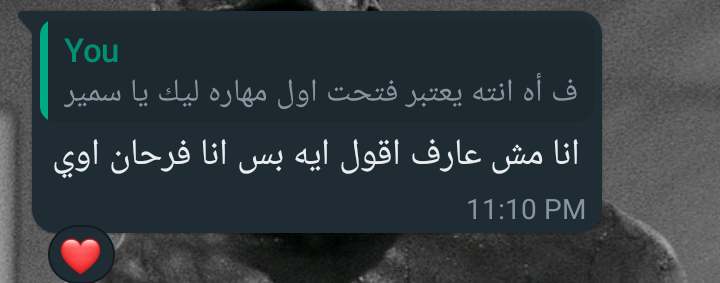 You
ف أه انته يعتبر فتحت اول مهاره ليك يا سمير
انا مش عارف اقول ايه بس انا فرحان اوي
11:10 PM